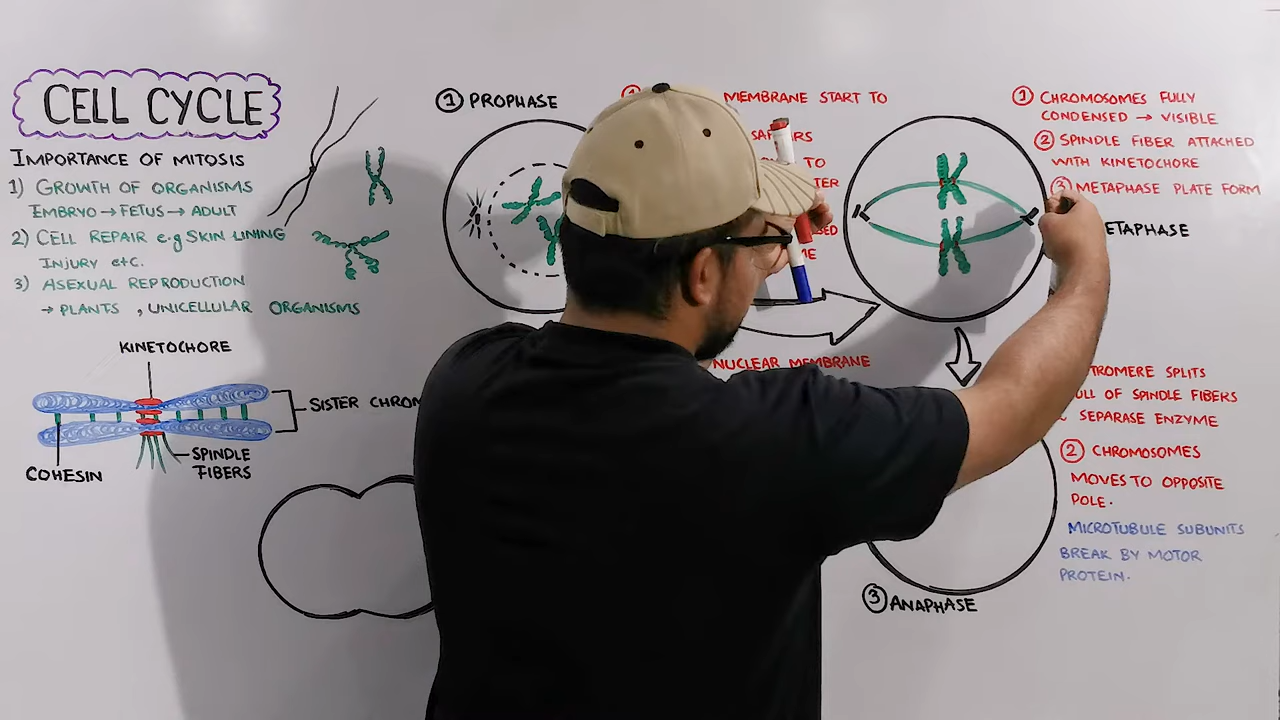 CELL CYCLE
IMPORTANCE OF MITOSIS
1) GROWTH OF ORGANISMS
EMBRYO → FETUS → ADULT
2) CELL REPAIR e.g SKIN LINING
INJURY etc.
3) ASEXUAL REPRODUCTION
→ PLANTS , UNICELLULAR ORGANISMS
KINETOCHORE
SISTER CHROM
SPINDLE
FIBERS
COHESIN
① PROPHASE
① MEMBRANE START TO
TO
NUCLEAR MEMBRANE
① CHROMOSOMES FULLY
CONDENSED → VISIBLE
② SPINDLE FIBER ATTACHED
WITH KINETOCHORE
③ METAPHASE PLATE FORM
ETAPHASE
TROMERE SPLITS
OF SPINDLE FIBERS
SEPARASE ENZYME
② CHROMOSOMES
MOVES TO OPPOSITE
POLE.
MICROTUBULE SUBUNITS
BREAK BY MOTOR
PROTEIN.
③ ANAPHASE